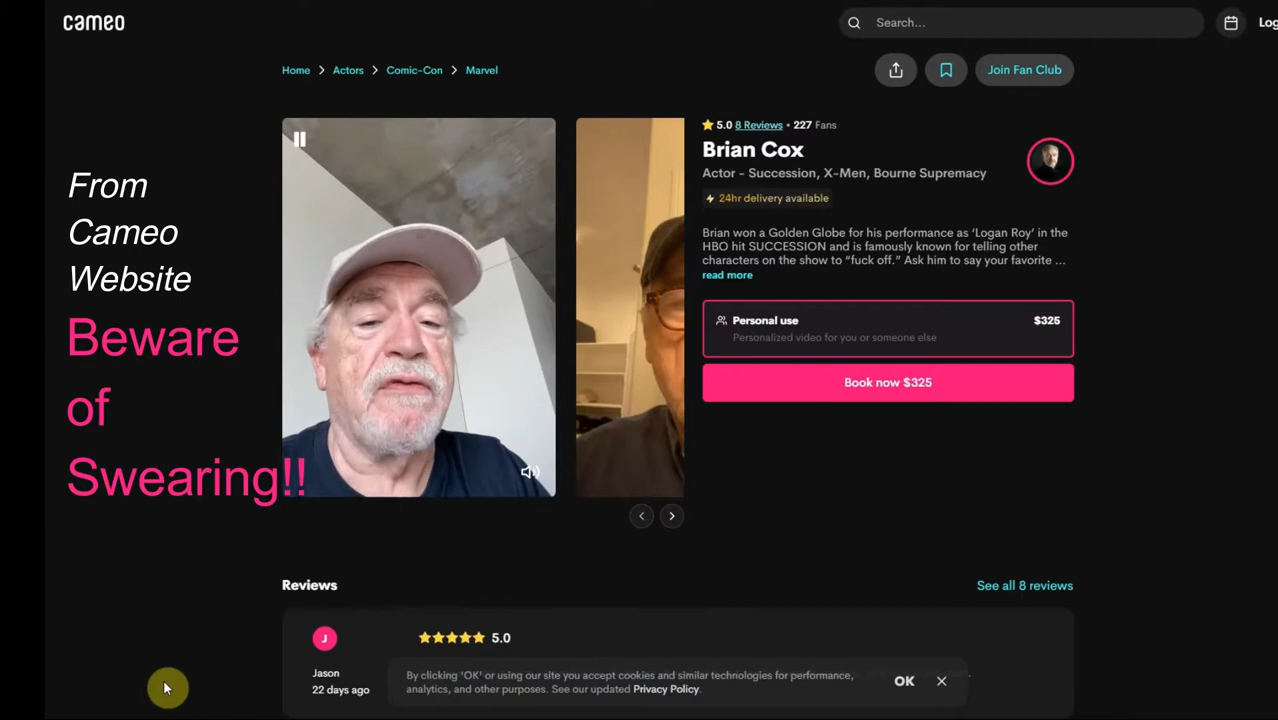 cameo
Search...
Log
Home > Actors > Comic-Con > Marvel
Join Fan Club
5.0 8 Reviews • 227 Fans
Brian Cox
Actor - Succession, X-Men, Bourne Supremacy
24hr delivery available
Brian won a Golden Globe for his performance as ‘Logan Roy’ in the
HBO hit SUCCESSION and is famously known for telling other
characters on the show to “fuck off.” Ask him to say your favorite ...
read more
Personal use $325
Personalized video for you or someone else
Book now $325
From
Cameo
Website
Beware
of
Swearing!!
Reviews
See all 8 reviews
J
5.0
Jason
22 days ago
By clicking 'OK' or using our site you accept cookies and similar technologies for performance,
analytics, and other purposes. See our updated Privacy Policy.
OK